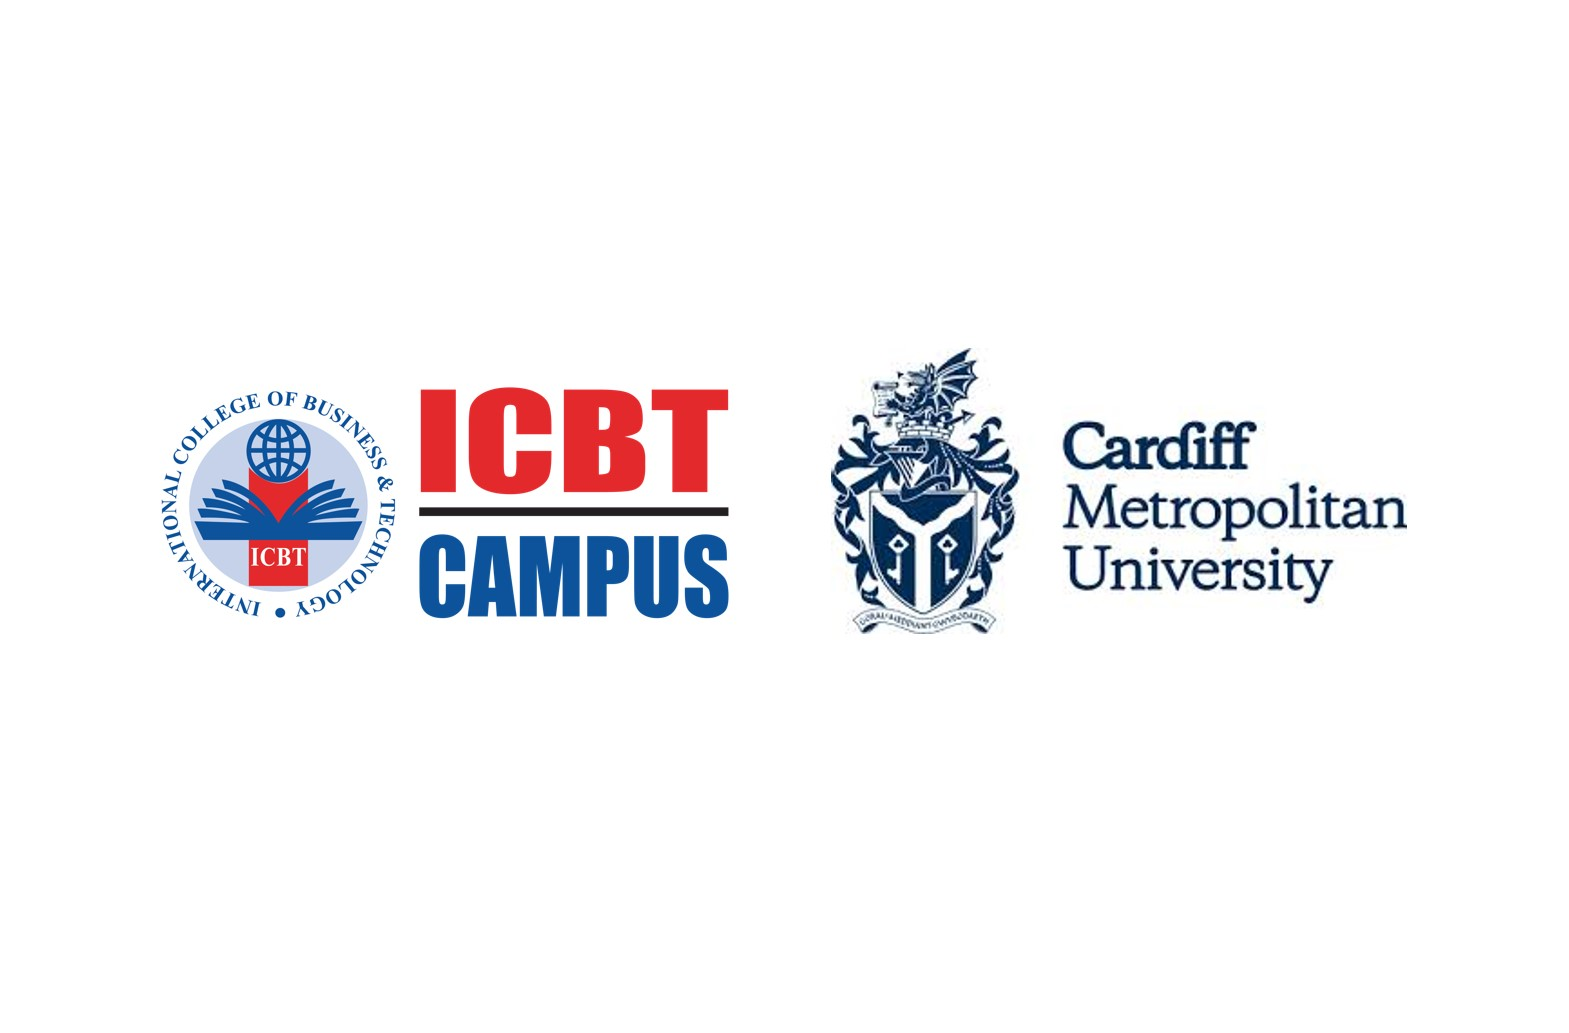 INTERNATIONAL COLLEGE OF BUSINESS & TECHNOLOGY
ICBT
ICBT
CAMPUS
Cardiff
Metropolitan
University